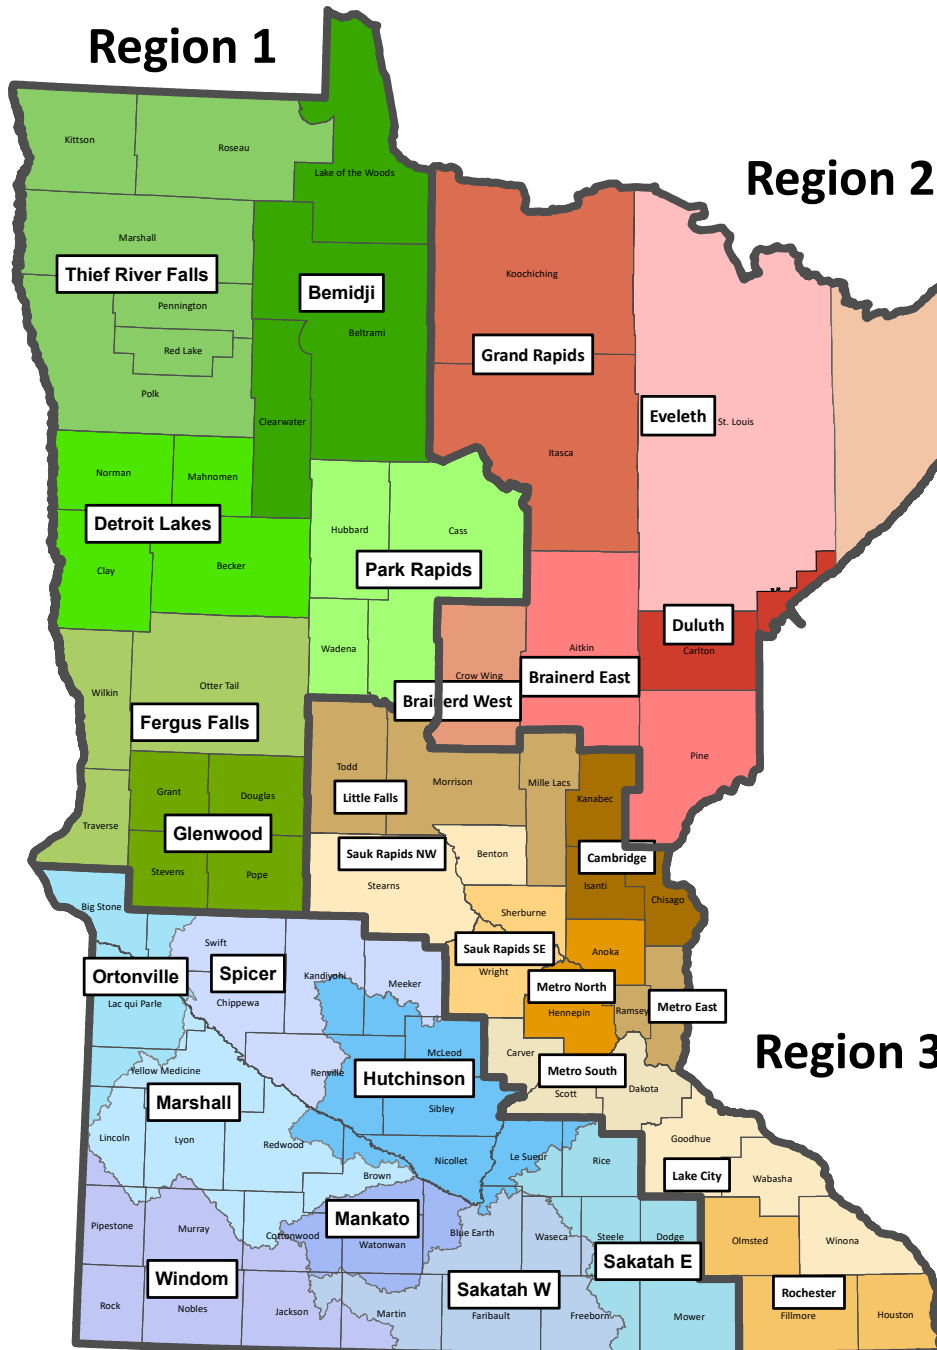 Region 1
Kittson
Roseau
Lake of the Woods
Region 2
Marshall
Thief River Falls
Koochiching
Bemidji
Pennington
Beltrami
Red Lake
Grand Rapids
Polk
Eveleth
Clearwater
St. Louis
Itasca
Norman
Mahnomen
Detroit Lakes
Hubbard
Cass
Clay
Becker
Park Rapids
Duluth
Wadena
Aitkin
Carlton
Crow Wing
Brainerd East
Otter Tail
Wilkin
Brainerd West
Fergus Falls
Pine
Todd
Morrison
Mille Lacs
Grant
Douglas
Little Falls
Kanabec
Traverse
Glenwood
Sauk Rapids NW
Benton
Cambridge
Stevens
Pope
Stearns
Isanti
Chisago
Big Stone
Sherburne
Swift
Sauk Rapids SE
Anoka
Ortonville
Spicer
Kandiyohi
Wright
Meeker
Metro North
Lac qui Parle
Chippewa
Hennepin
Ramsey
Metro East
McLeod
Carver
Region 3
Yellow Medicine
Renville
Hutchinson
Metro South
Dakota
Marshall
Scott
Sibley
Lincoln
Lyon
Redwood
Goodhue
Nicollet
Le Sueur
Rice
Brown
Lake City
Wabasha
Pipestone
Murray
Mankato
Cottonwood
Watonwan
Blue Earth
Waseca
Steele
Dodge
Olmsted
Winona
Sakatah E
Windom
Sakatah W
Rochester
Rock
Nobles
Jackson
Martin
Faribault
Freeborn
Mower
Fillmore
Houston